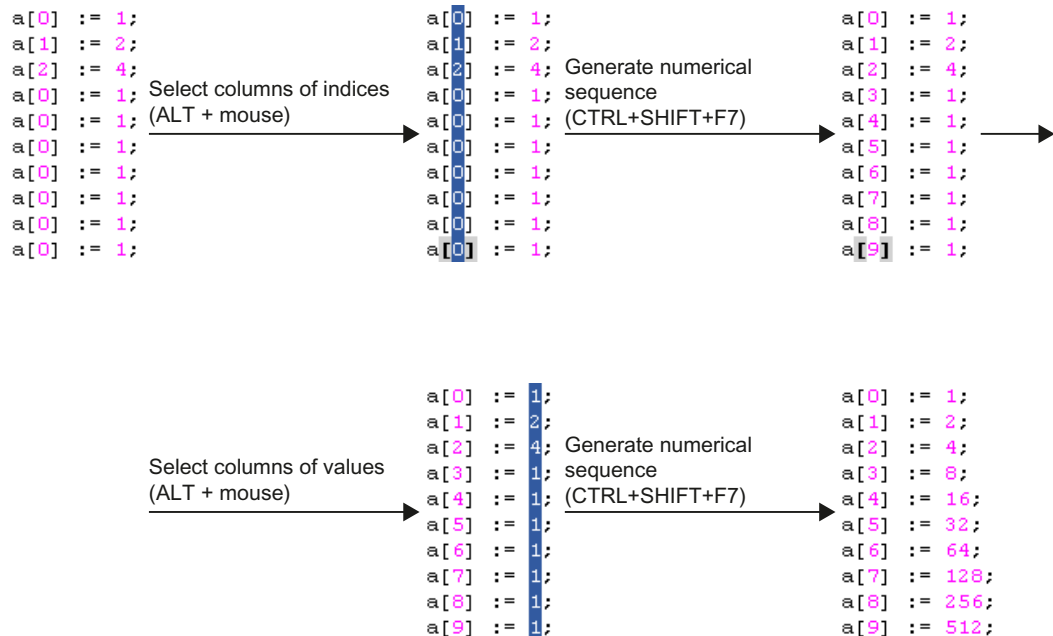 a[0] := 1;
a[1] := 2;
a[2] := 4;
a[0] := 1;
a[0] := 1;
a[0] := 1;
a[0] := 1;
a[0] := 1;
a[0] := 1;
a[0] := 1;
Select columns of indices
(ALT + mouse)
a[0] := 1;
a[1] := 2;
a[2] := 4;
a[0] := 1;
a[0] := 1;
a[0] := 1;
a[0] := 1;
a[0] := 1;
a[0] := 1;
a[0] := 1;
Generate numerical
sequence
(CTRL+SHIFT+F7)
a[0] := 1;
a[1] := 2;
a[2] := 4;
a[3] := 1;
a[4] := 1;
a[5] := 1;
a[6] := 1;
a[7] := 1;
a[8] := 1;
a[9] := 1;
Select columns of values
(ALT + mouse)
a[0] := 1;
a[1] := 2;
a[2] := 4;
a[3] := 1;
a[4] := 1;
a[5] := 1;
a[6] := 1;
a[7] := 1;
a[8] := 1;
a[9] := 1;
Generate numerical
sequence
(CTRL+SHIFT+F7)
a[0] := 1;
a[1] := 2;
a[2] := 4;
a[3] := 8;
a[4] := 16;
a[5] := 32;
a[6] := 64;
a[7] := 128;
a[8] := 256;
a[9] := 512;